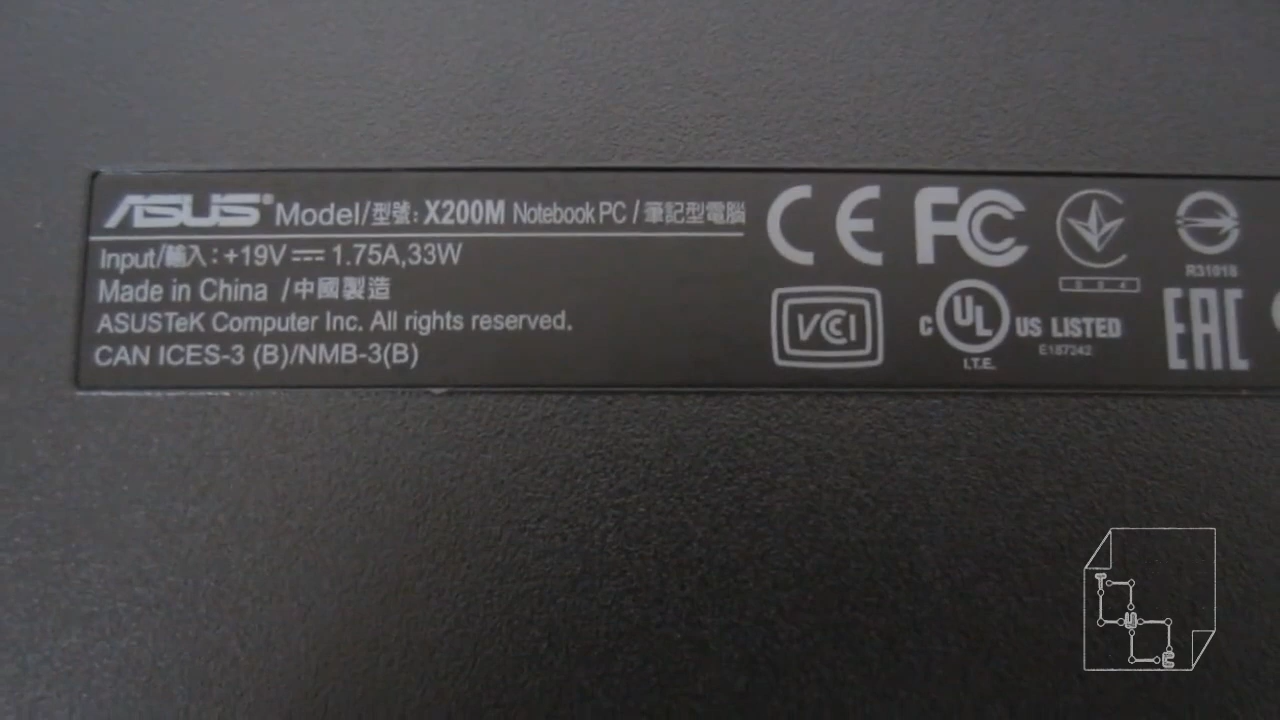 ASUS Model/型號: X200M Notebook PC / 筆記型電腦
Input/輸入: +19V⎓ 1.75A,33W
Made in China /中國製造
ASUSTeK Computer Inc. All rights reserved.
CAN ICES-3 (B)/NMB-3(B)
CE FC
R31018
VCCI
C UL US LISTED
I.T.E. E187242
EAC
T
U
E